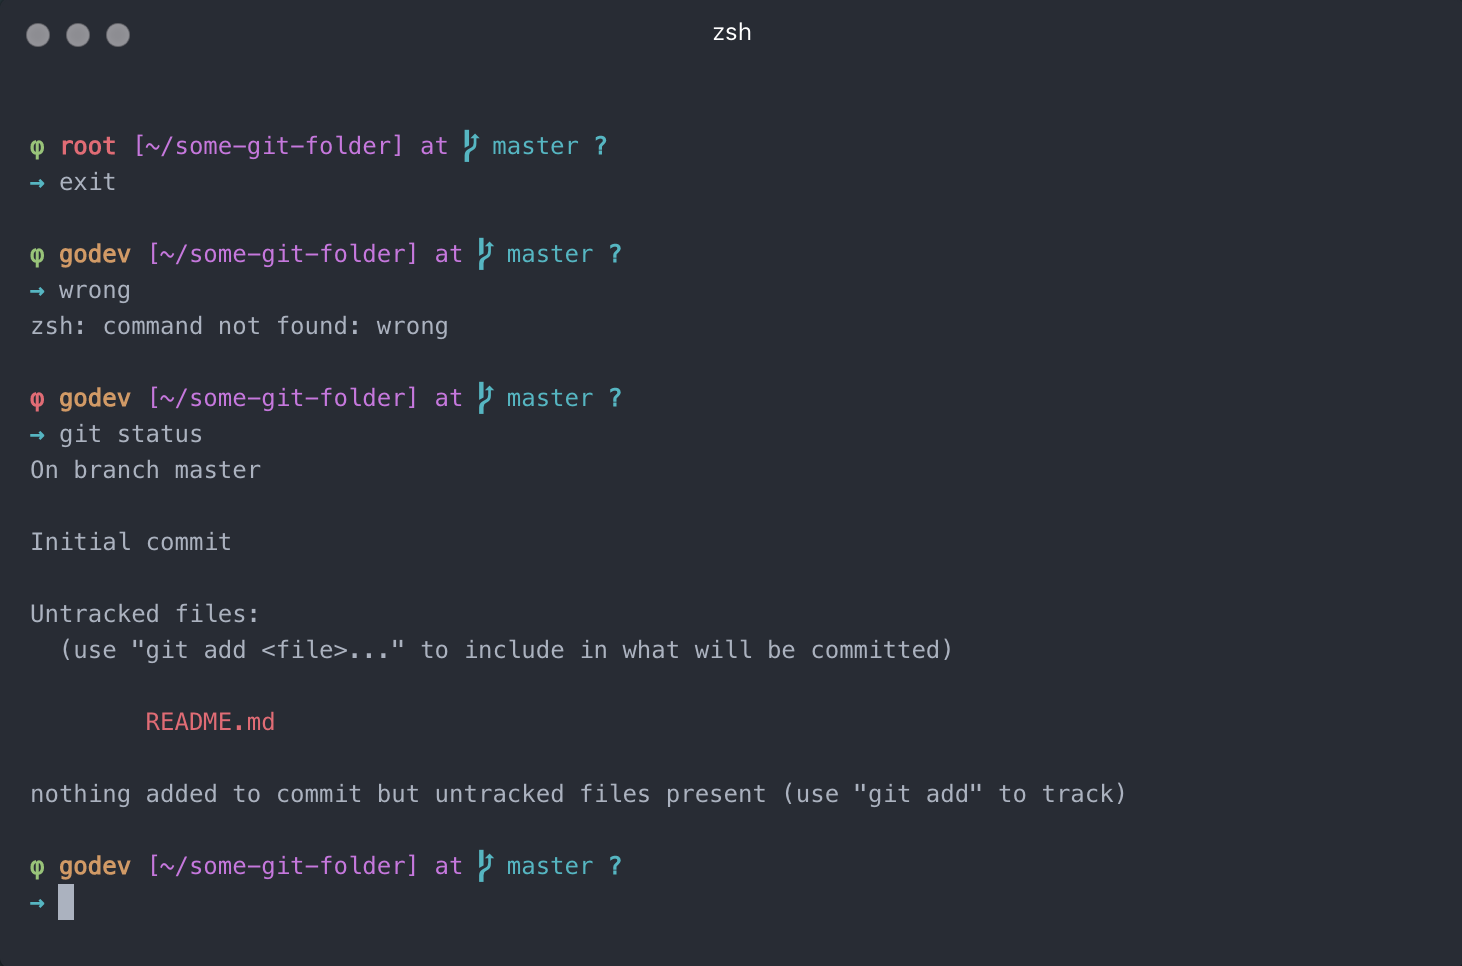 zsh
φ root [~/some-git-folder] at  master ?
→ exit
φ godev [~/some-git-folder] at  master ?
→ wrong
zsh: command not found: wrong
φ godev [~/some-git-folder] at  master ?
→ git status
On branch master
Initial commit
Untracked files:
  (use "git add <file>..." to include in what will be committed)
        README.md
nothing added to commit but untracked files present (use "git add" to track)
φ godev [~/some-git-folder] at  master ?
→